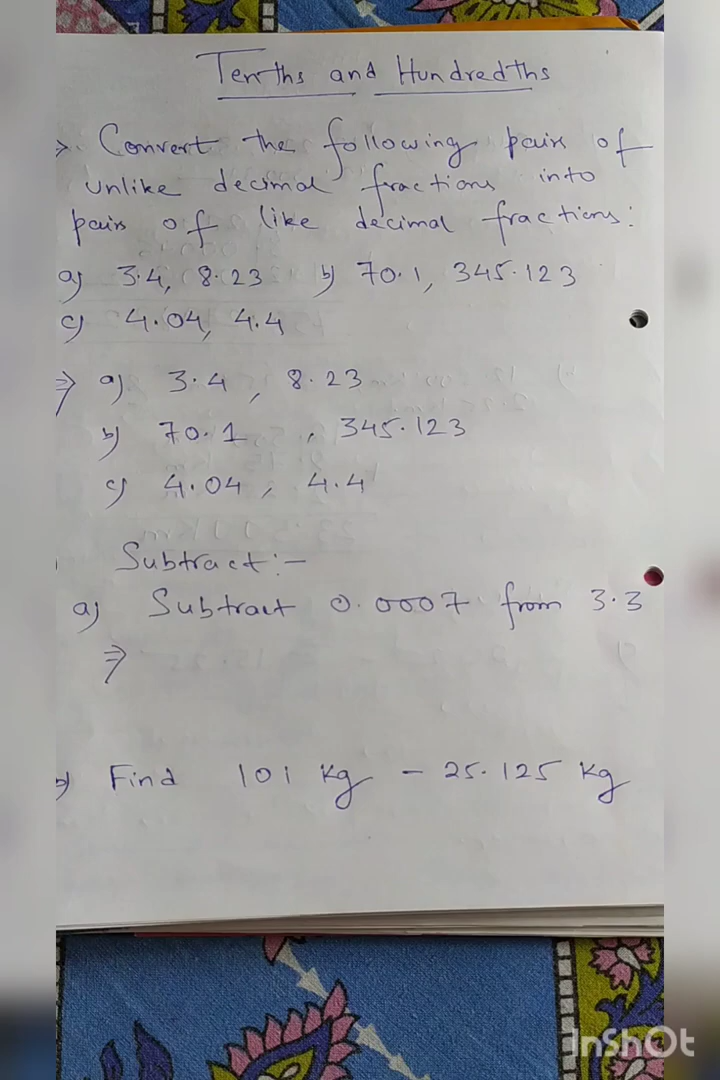 Tenths and Hundredths
⇒ Convert the following pairs of
unlike decimal fractions into
pairs of like decimal fractions:
a) 3.4, 8.23 b) 70.1, 345.123
c) 4.04, 4.4
⇒ a) 3.4 , 8.23
b) 70.1 , 345.123
c) 4.04 , 4.4
Subtract:-
a) Subtract 0.0007 from 3.3
⇒
b) Find 101 Kg - 25.125 Kg
InShOt